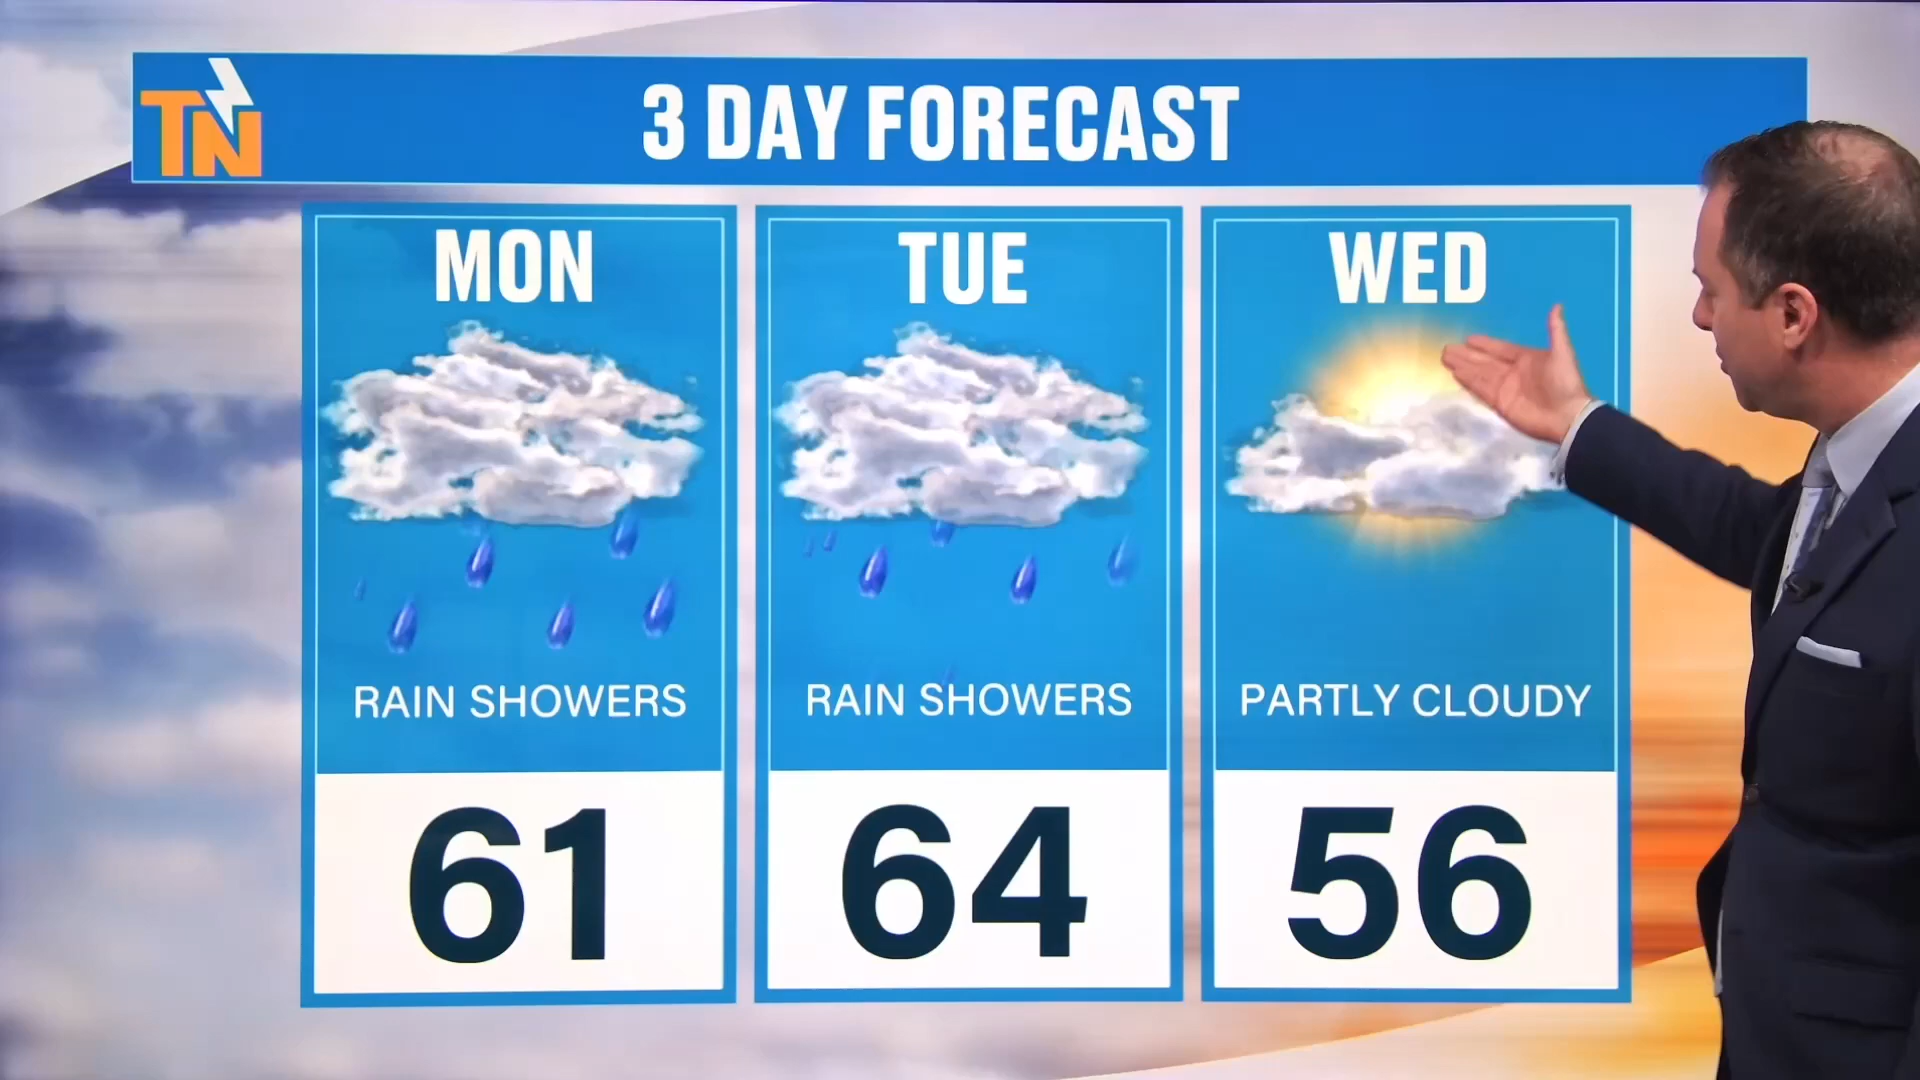 TN
3 DAY FORECAST
MON
TUE
WED
RAIN SHOWERS
RAIN SHOWERS
PARTLY CLOUDY
61
64
56